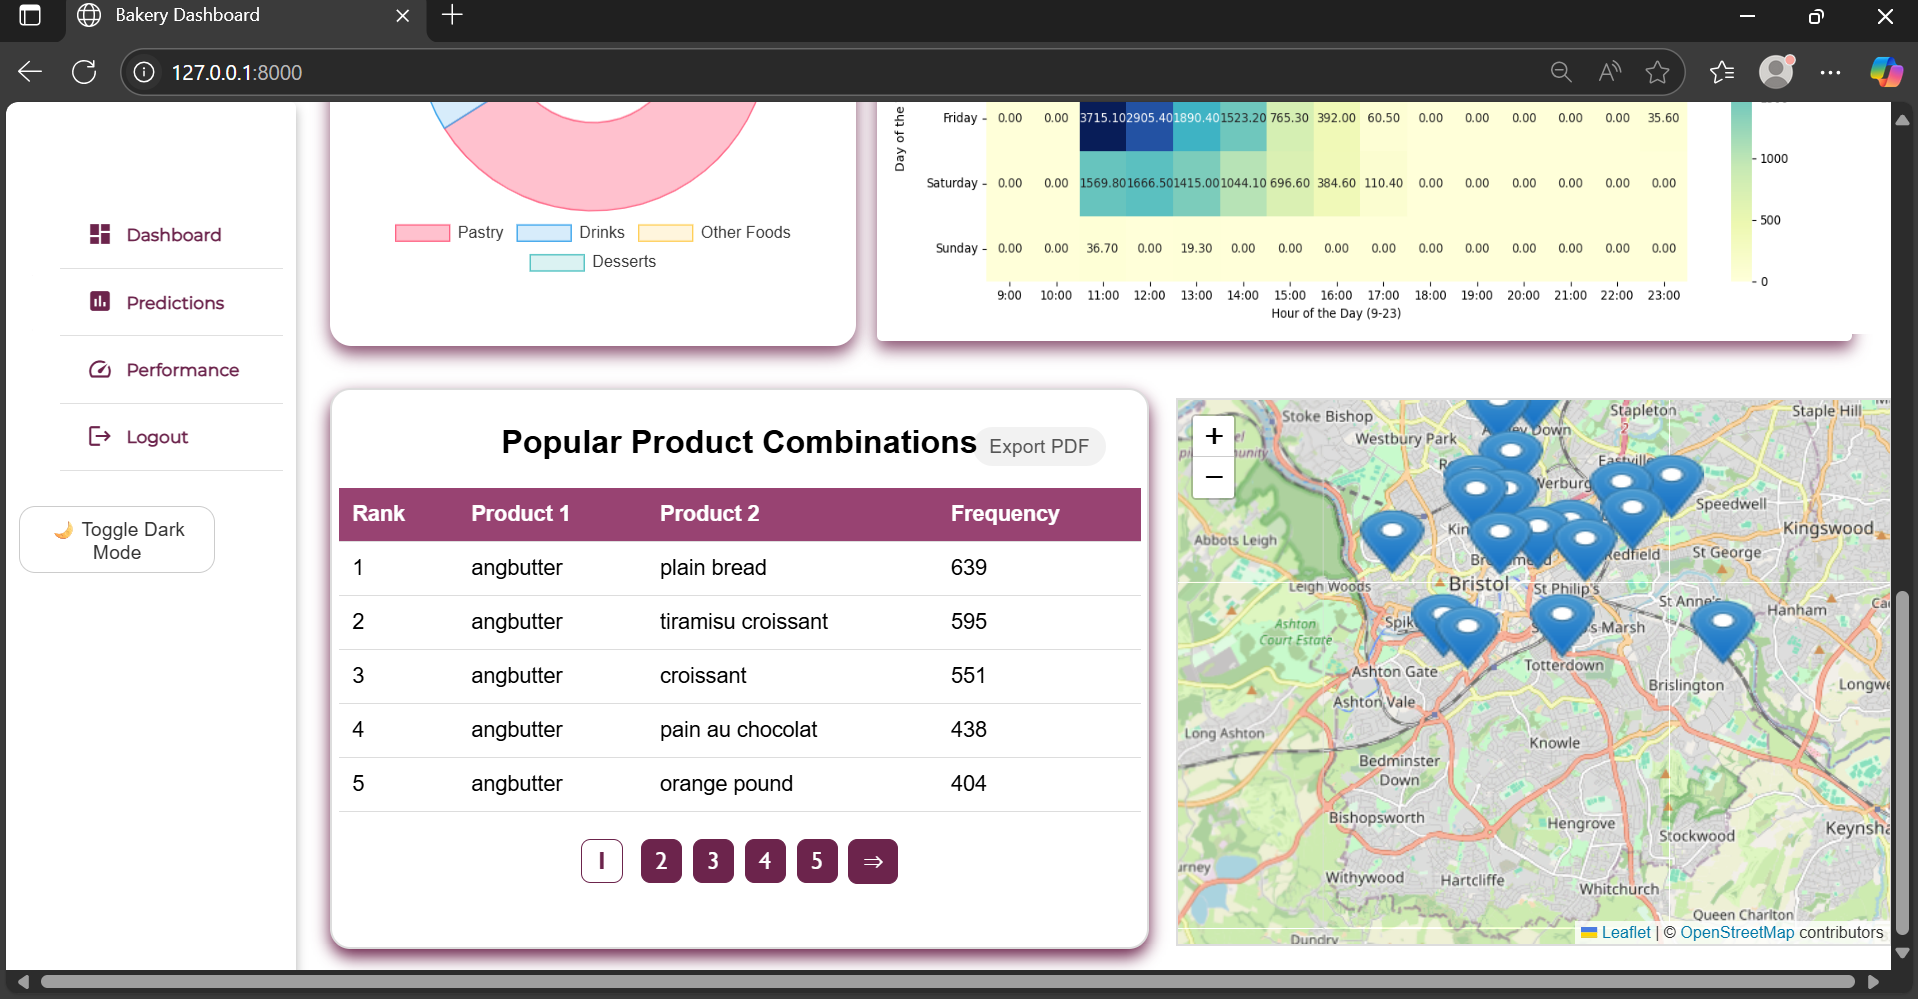 Bakery Dashboard
127.0.0.1:8000
Dashboard
Predictions
Performance
Logout
🌙 Toggle Dark
Mode
Pastry Drinks Other Foods
Desserts
Day of the
Friday 0.00 0.00 3715.10 2905.40 1890.40 1523.20 765.30 392.00 60.50 0.00 0.00 0.00 0.00 0.00 35.60
Saturday 0.00 0.00 1569.80 1666.50 1415.00 1044.10 696.60 384.60 110.40 0.00 0.00 0.00 0.00 0.00 0.00
Sunday 0.00 0.00 36.70 0.00 19.30 0.00 0.00 0.00 0.00 0.00 0.00 0.00 0.00 0.00 0.00
9:00 10:00 11:00 12:00 13:00 14:00 15:00 16:00 17:00 18:00 19:00 20:00 21:00 22:00 23:00
Hour of the Day (9-23)
1000
500
0
Popular Product Combinations Export PDF
Rank Product 1 Product 2 Frequency
1 angbutter plain bread 639
2 angbutter tiramisu croissant 595
3 angbutter croissant 551
4 angbutter pain au chocolat 438
5 angbutter orange pound 404
1 2 3 4 5 ⇒
+
−
Stoke Bishop
Stapleton
Staple Hill
Westbury Park
Down
Eastville
Werburg
Speedwell
Kingswood
Abbots Leigh
Redfield
St George
Leigh Woods
Bristol
St Philip's
St Anne's
Hanham
Ashton
Court Estate
Spik
's Marsh
Ashton Gate
Totterdown
Brislington
Longwe
Ashton Vale
Long Ashton
Knowle
Bedminster
Down
Bishopsworth
Hengrove
Stockwood
Keynsha
urney
Withywood
Hartcliffe
Whitchurch
Queen Charlton
Dundry
Leaflet | © OpenStreetMap contributors